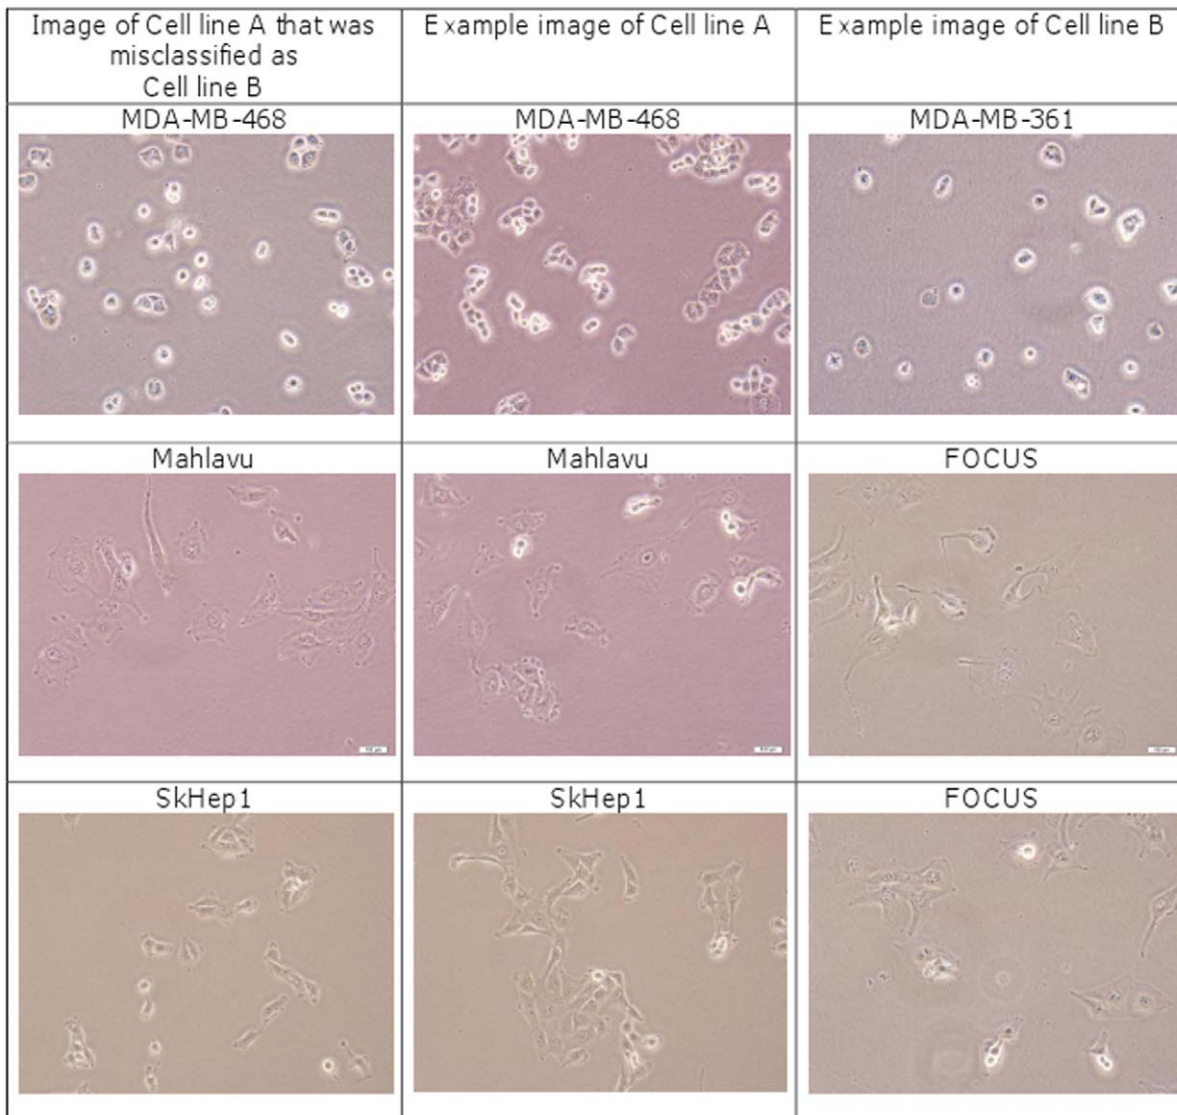 Image of Cell line A that was
misclassified as
Cell line B
Example image of Cell line A
Example image of Cell line B
MDA-MB-468
MDA-MB-468
MDA-MB-361
Mahlavu
Mahlavu
FOCUS
SkHep1
SkHep1
FOCUS